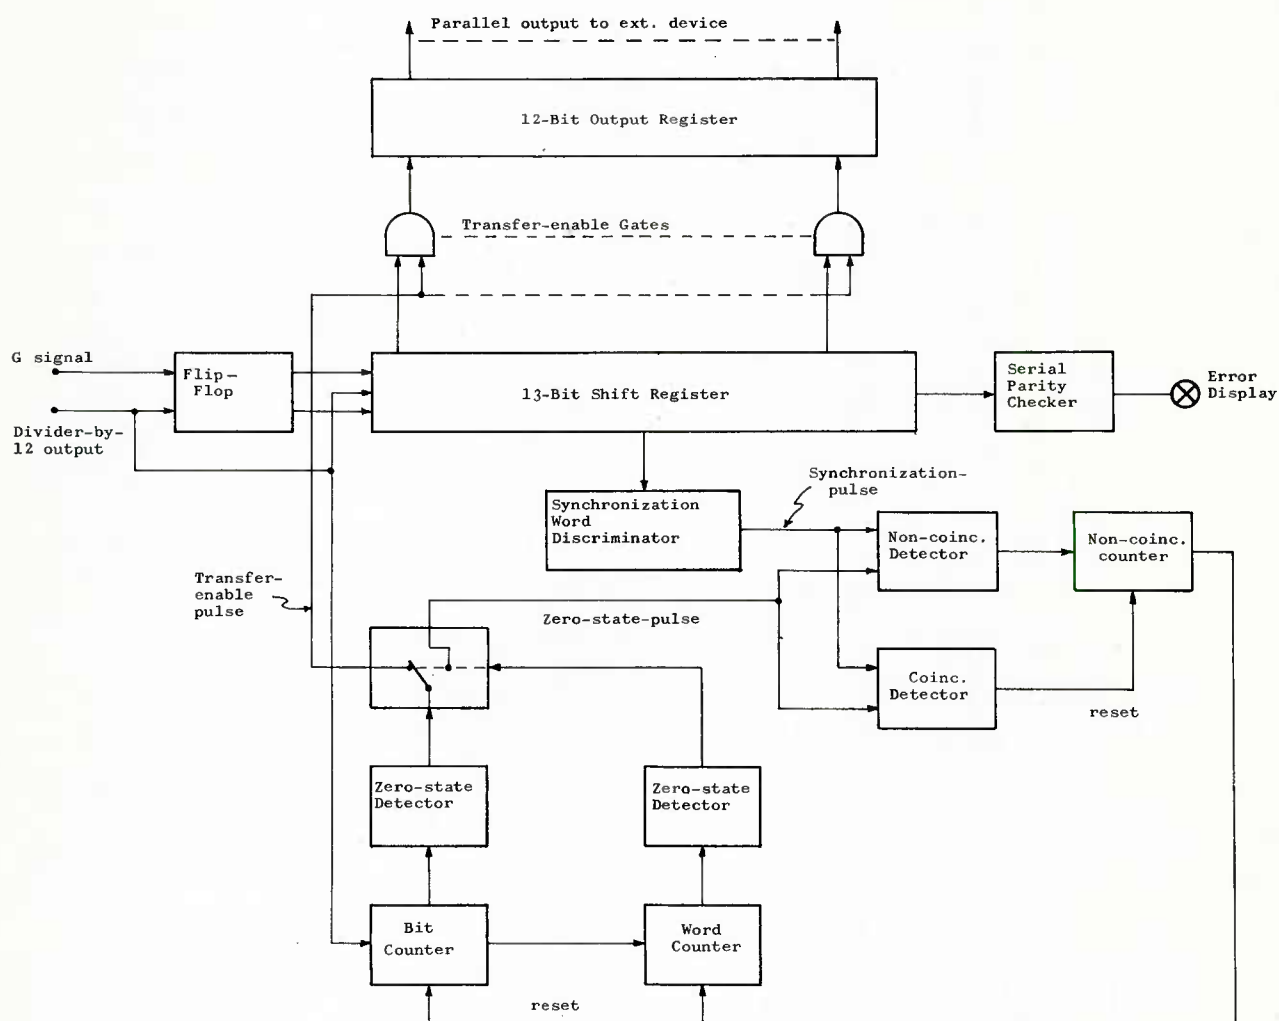 Parallel output to ext. device
12-Bit Output Register
Transfer-enable Gates
G signal
Flip-
Flop
Divider-by-
12 output
13-Bit Shift Register
Serial
Parity
Checker
Error
Display
Synchronization-
pulse
Synchronization
Word
Discriminator
Non-coinc.
Detector
Non-coinc.
counter
Transfer-
enable
pulse
Zero-state-pulse
Coinc.
Detector
reset
Zero-state
Detector
Zero-state
Detector
Bit
Counter
Word
Counter
reset